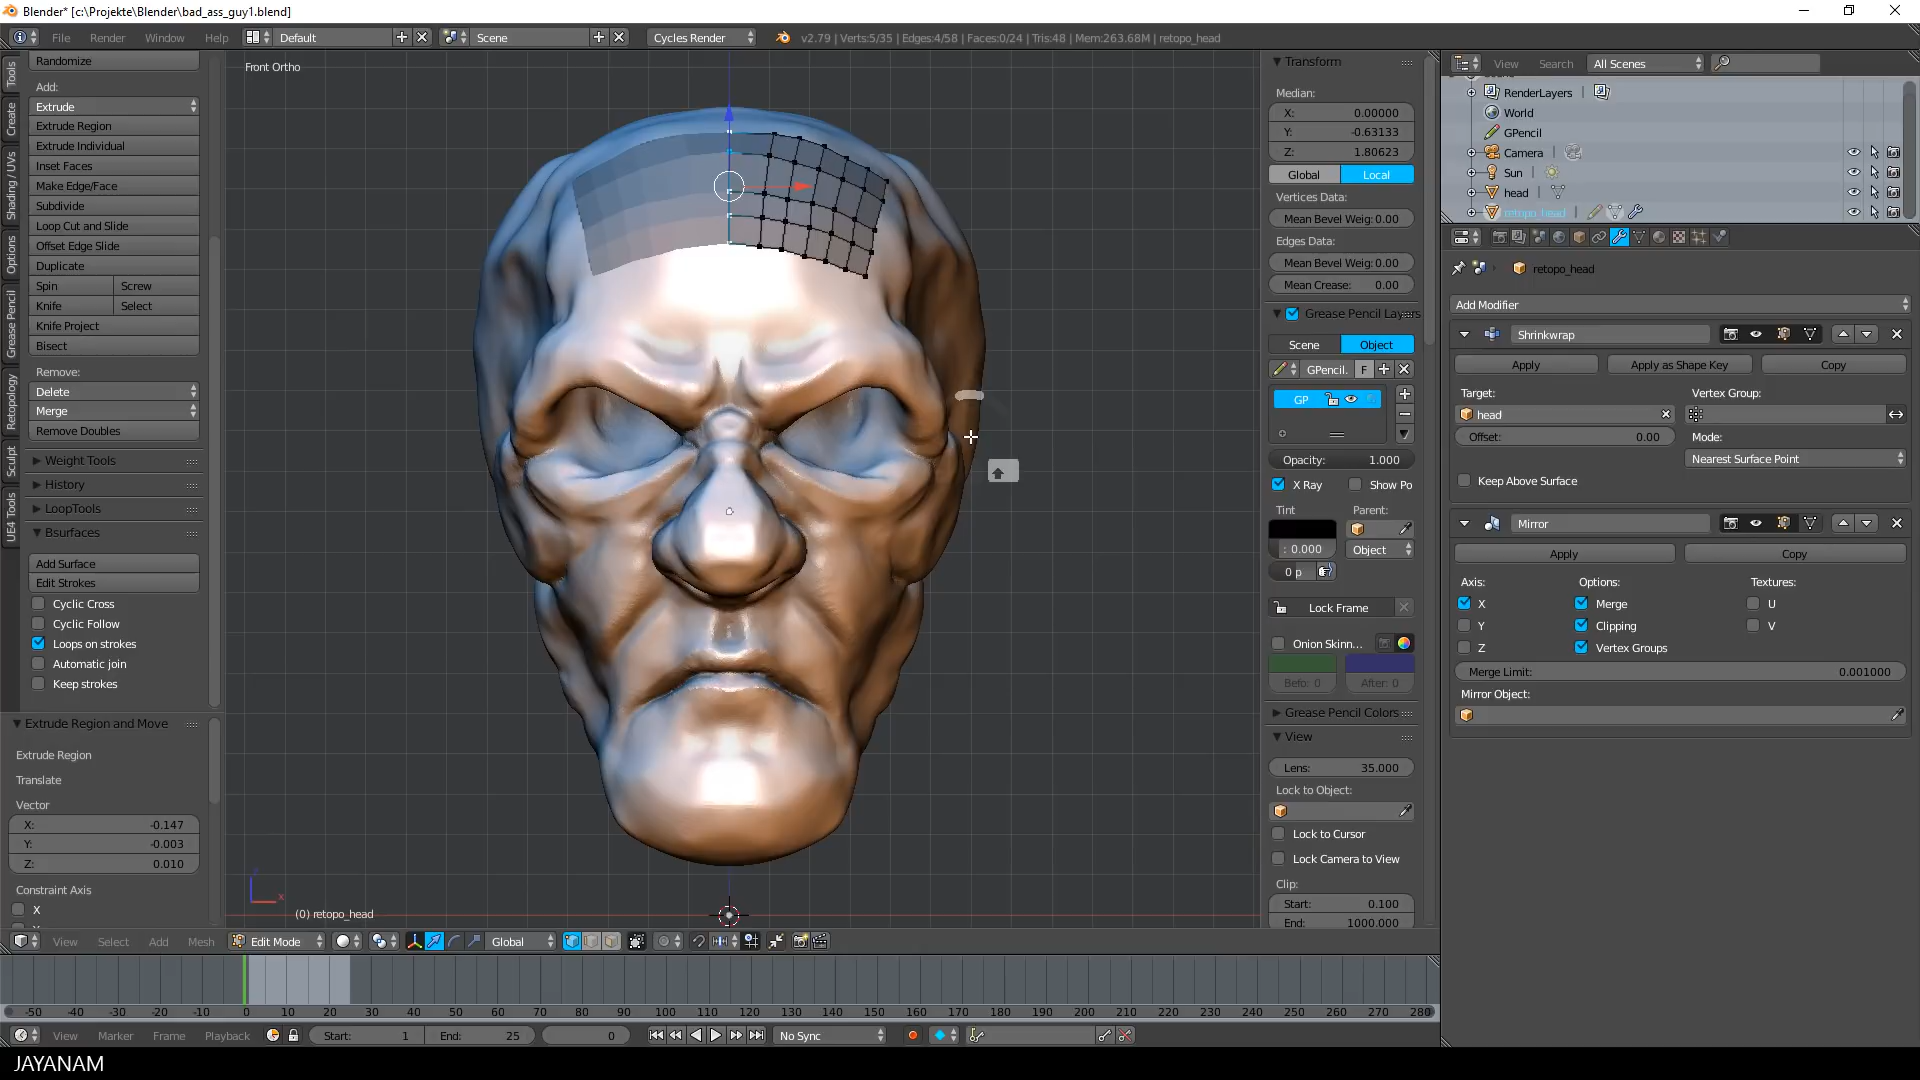 Blender* [c:\Projekte\Blender\bad_ass_guy1.blend]
File Render Window Help Default Scene Cycles Render v2.79 | Verts:5/35 | Edges:4/58 | Faces:0/24 | Tris:48 | Mem:263.68M | retopo_head
Tools
Create
Shading / UVs
Options
Grease Pencil
Retopology
Sculpt
UE4 Tools
Randomize
Add:
Extrude
Extrude Region
Extrude Individual
Inset Faces
Make Edge/Face
Subdivide
Loop Cut and Slide
Offset Edge Slide
Duplicate
Spin Screw
Knife Select
Knife Project
Bisect
Remove:
Delete
Merge
Remove Doubles
Weight Tools
History
LoopTools
Bsurfaces
Add Surface
Edit Strokes
Cyclic Cross
Cyclic Follow
Loops on strokes
Automatic join
Keep strokes
Extrude Region and Move
Extrude Region
Translate
Vector
X: -0.147
Y: -0.003
Z: 0.010
Constraint Axis
X
Front Ortho
(0) retopo_head
Transform
Median:
X: 0.00000
Y: -0.63133
Z: 1.80623
Global Local
Vertices Data:
Mean Bevel Weig: 0.00
Edges Data:
Mean Bevel Weig: 0.00
Mean Crease: 0.00
Grease Pencil Layers
Scene Object
GPencil. F
GP
Opacity: 1.000
X Ray Show Po
Tint Parent:
: 0.000 Object
0 p
Lock Frame
Onion Skinn...
Befo: 0 After: 0
Grease Pencil Colors
View
Lens: 35.000
Lock to Object:
Lock to Cursor
Lock Camera to View
Clip:
Start: 0.100
End: 1000.000
View Search All Scenes
RenderLayers |
World
GPencil
Camera |
Sun |
head |
retopo_head |
retopo_head
Add Modifier
Shrinkwrap
Apply Apply as Shape Key Copy
Target: Vertex Group:
head
Offset: 0.00 Mode:
Nearest Surface Point
Keep Above Surface
Mirror
Apply Copy
Axis: Options: Textures:
X Merge U
Y Clipping V
Z Vertex Groups
Merge Limit: 0.001000
Mirror Object:
View Select Add Mesh Edit Mode Global
-50 -40 -30 -20 -10 0 10 20 30 40 50 60 70 80 90 100 110 120 130 140 150 160 170 180 190 200 210 220 230 240 250 260 270 280
View Marker Frame Playback Start: 1 End: 25 0 No Sync
JAYANAM